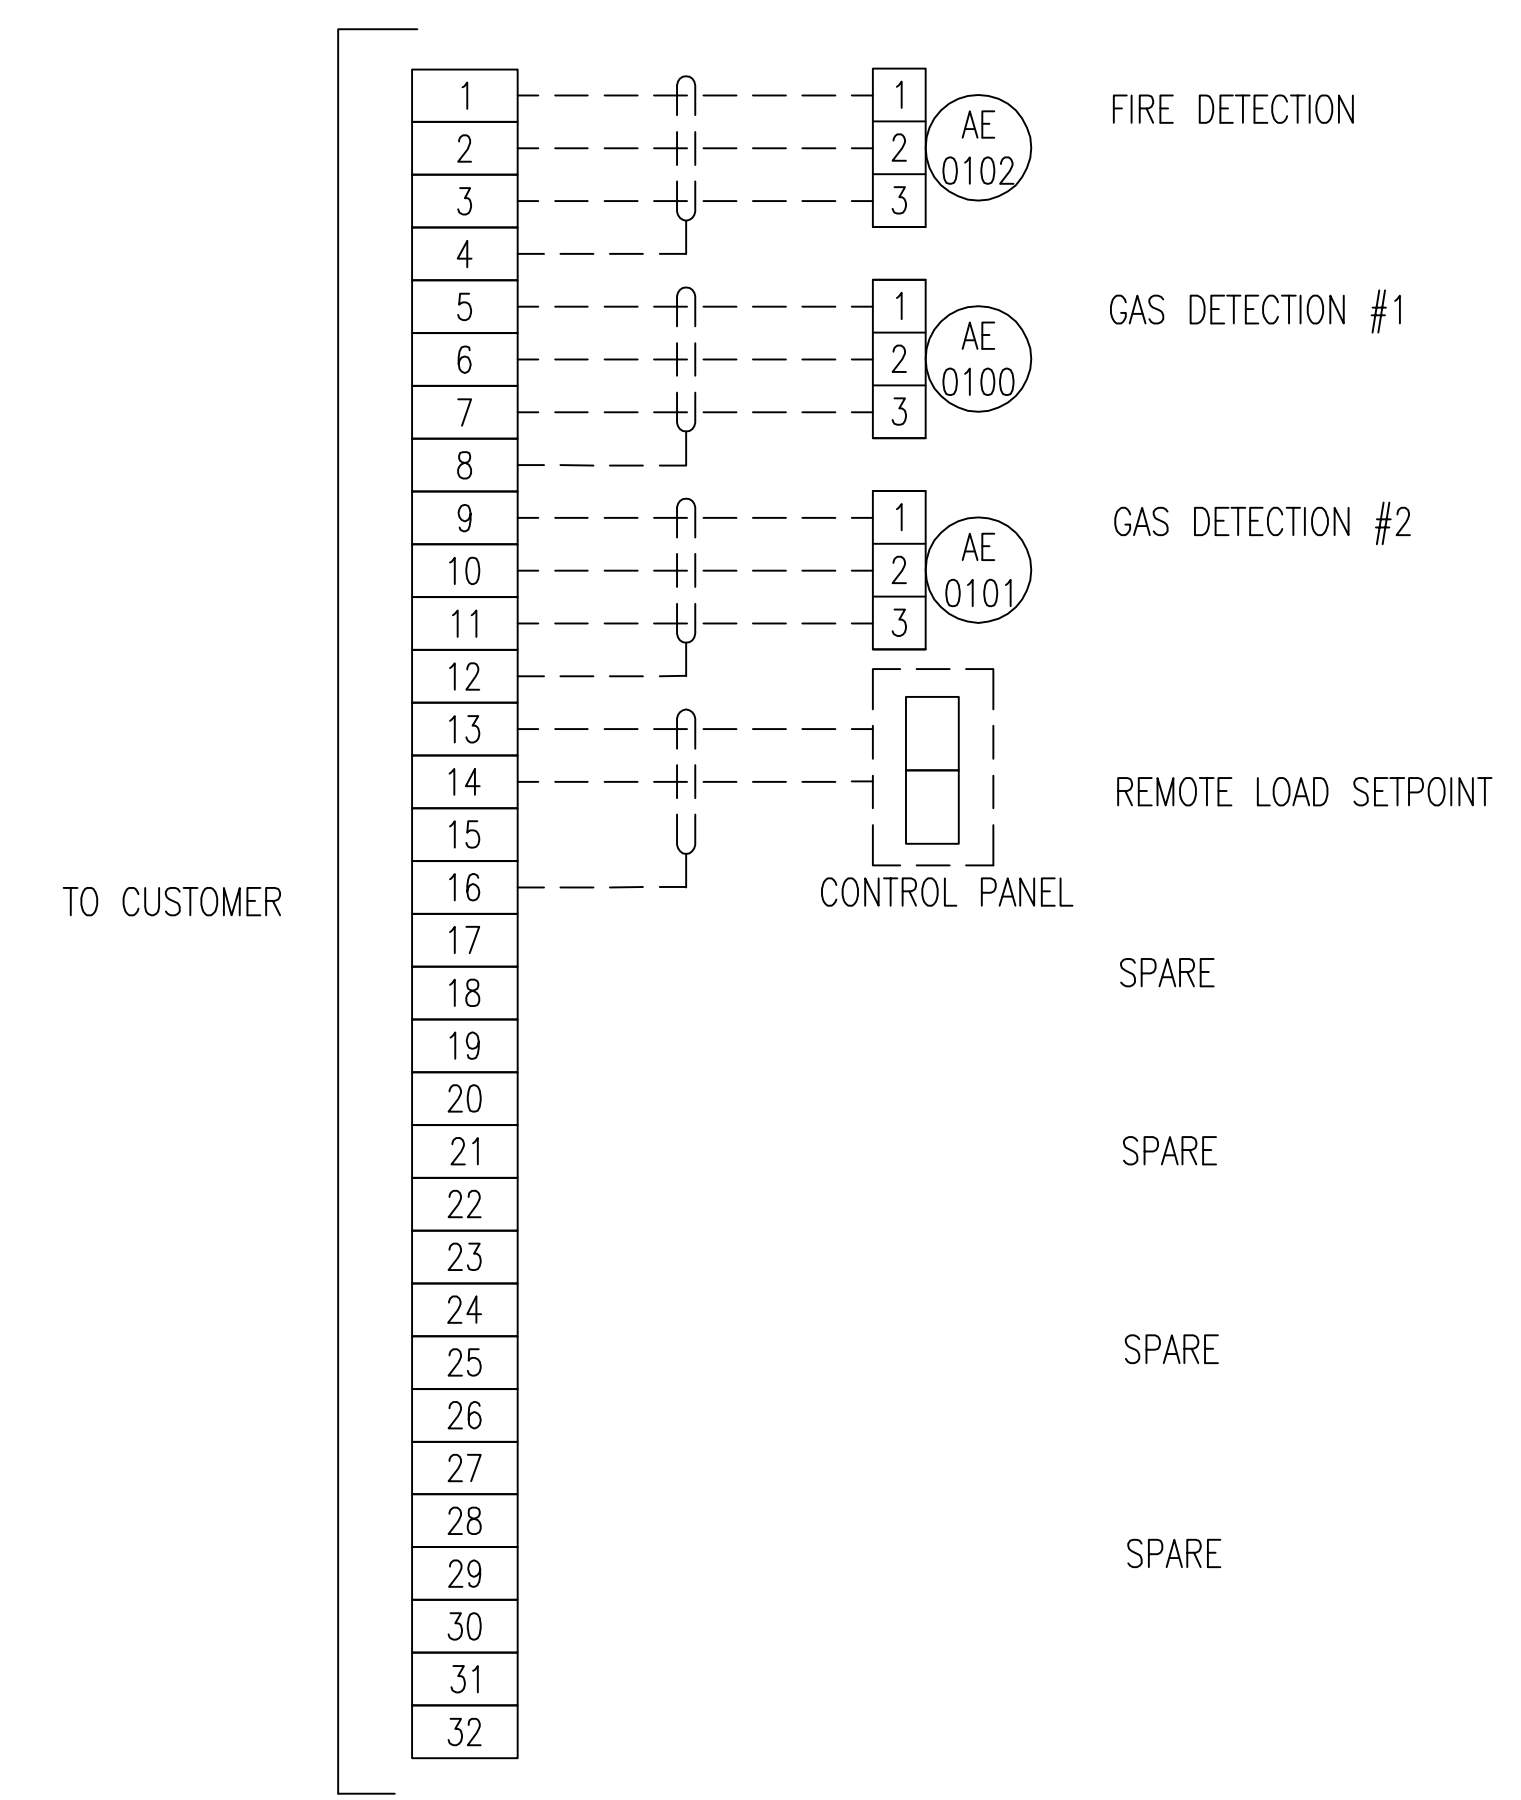 1 1 FIRE DETECTION
AE
2 2
0102
3 3
4
5 1 GAS DETECTION #1
AE
6 2
0100
7 3
8
9 1 GAS DETECTION #2
AE
10 2
0101
11 3
12
13
14 REMOTE LOAD SETPOINT
15
16 CONTROL PANEL
TO CUSTOMER
17
SPARE
18
19
20
21 SPARE
22
23
24
25 SPARE
26
27
28
29 SPARE
30
31
32